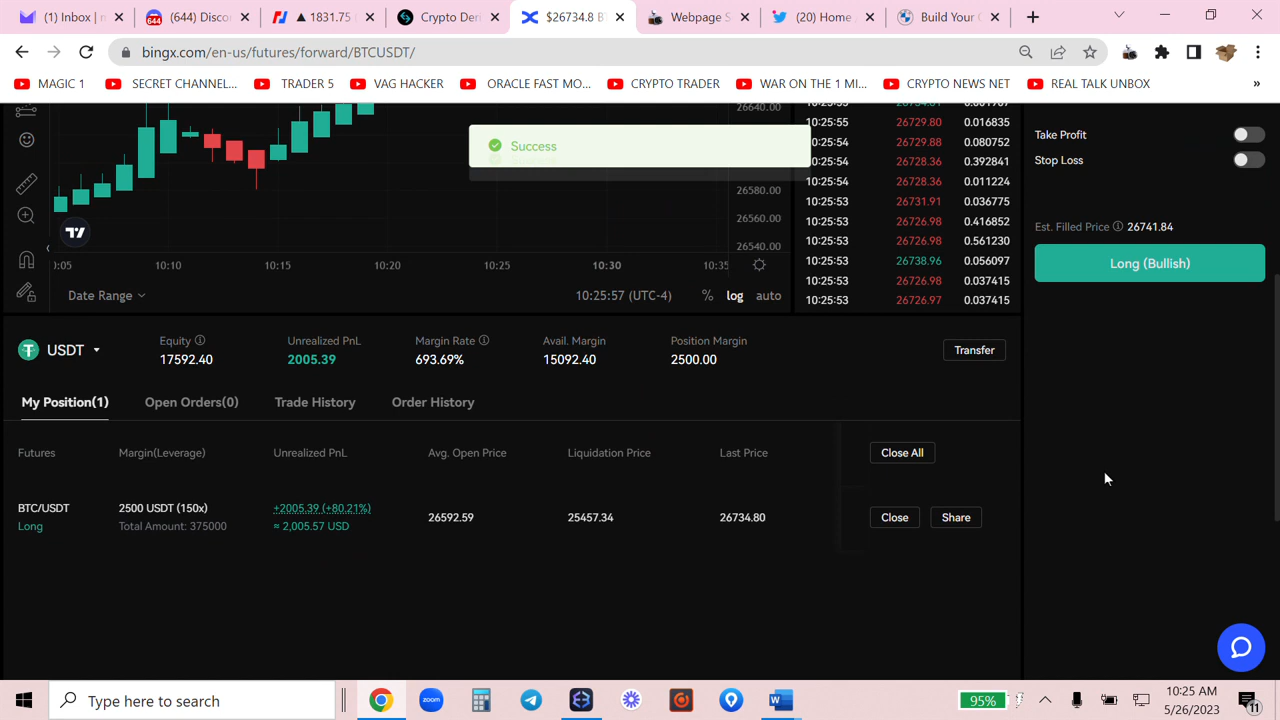 (1) Inbox | n
(644) Discor
1831.75
Crypto Den
$26734.8 B
Webpage S
(20) Home
Build Your
bingx.com/en-us/futures/forward/BTCUSDT/
MAGIC 1
SECRET CHANNEL...
TRADER 5
VAG HACKER
ORACLE FAST MO...
CRYPTO TRADER
WAR ON THE 1 MI...
CRYPTO NEWS NET
REAL TALK UNBOX
»
26640.00
26580.00
26560.00
26540.00
:05
10:10
10:15
10:20
10:25
10:30
10:35
Date Range
10:25:57 (UTC-4)
%
log
auto
Success
10:25:55 26729.80 0.016835
10:25:54 26729.88 0.080752
10:25:54 26728.36 0.392841
10:25:54 26728.36 0.011224
10:25:53 26731.91 0.036775
10:25:53 26726.98 0.416852
10:25:53 26726.98 0.561230
10:25:53 26738.96 0.056097
10:25:53 26726.98 0.037415
10:25:53 26726.97 0.037415
Take Profit
Stop Loss
Est. Filled Price 26741.84
Long (Bullish)
USDT
Equity
17592.40
Unrealized PnL
2005.39
Margin Rate
693.69%
Avail. Margin
15092.40
Position Margin
2500.00
Transfer
My Position(1)
Open Orders(0)
Trade History
Order History
Futures
Margin(Leverage)
Unrealized PnL
Avg. Open Price
Liquidation Price
Last Price
Close All
BTC/USDT
Long
2500 USDT (150x)
Total Amount: 375000
+2005.39 (+80.21%)
≈ 2,005.57 USD
26592.59
25457.34
26734.80
Close
Share
Type here to search
zoom
95%
10:25 AM
5/26/2023
11